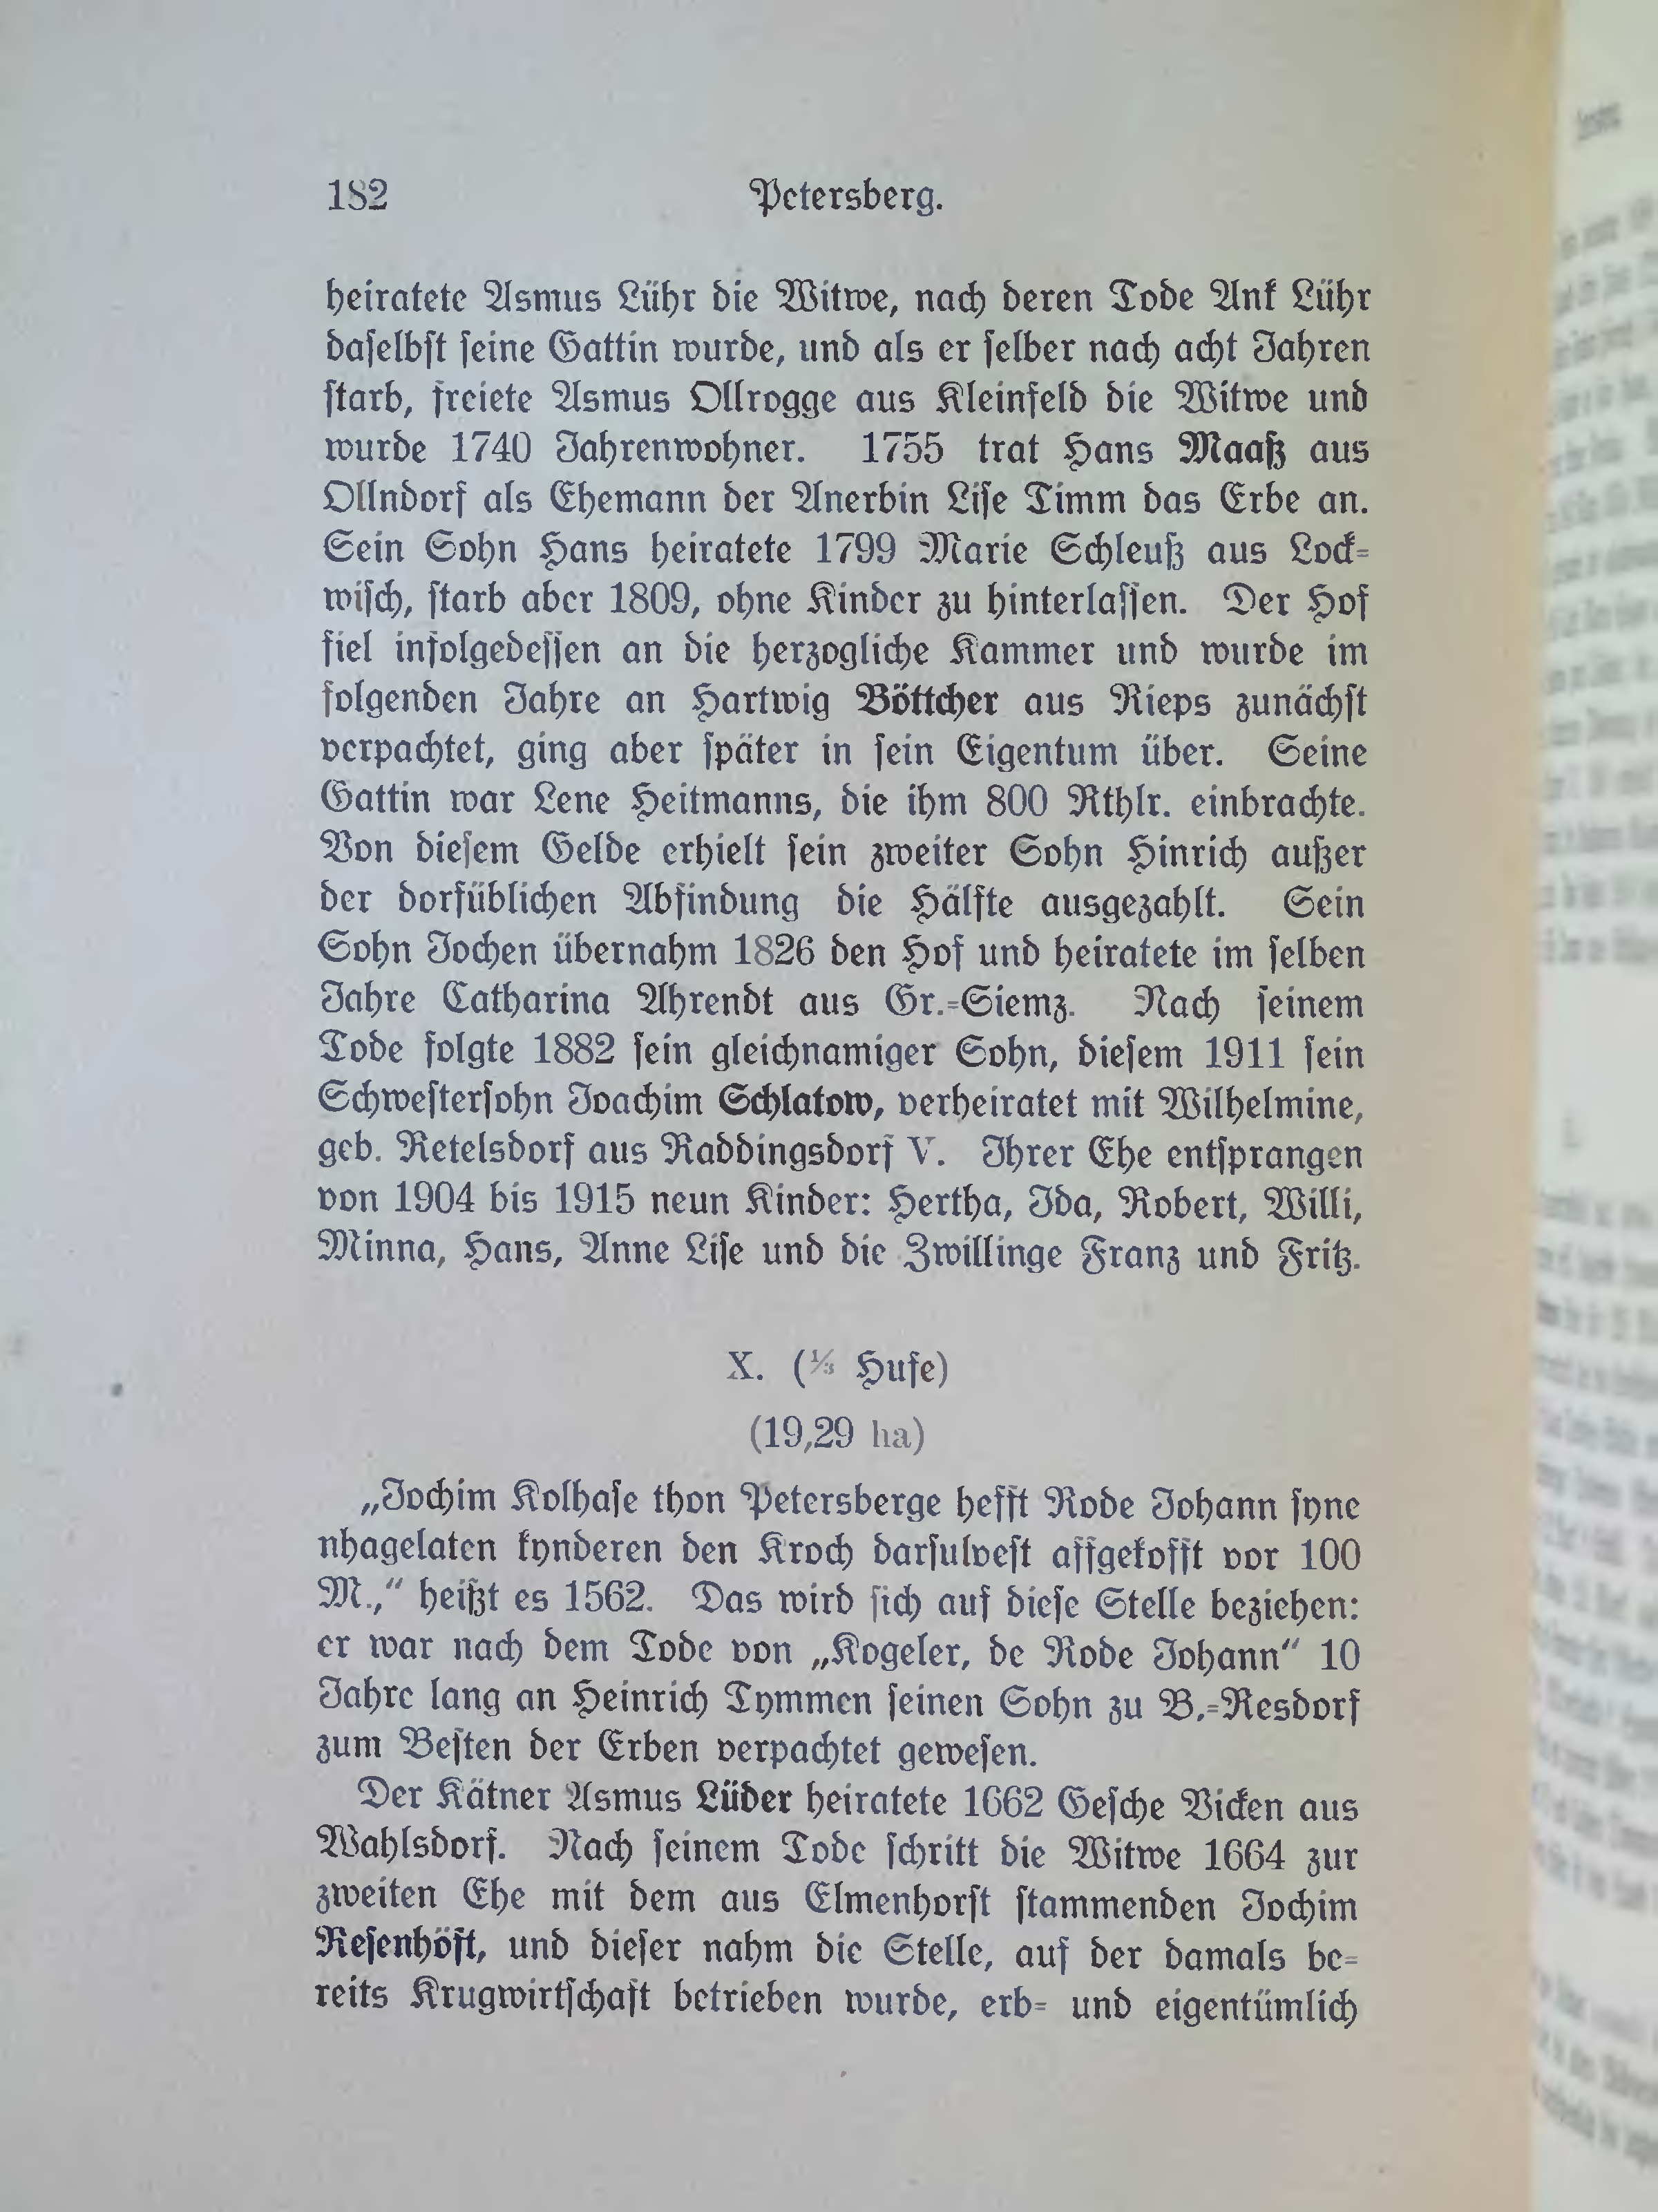 182
Petersberg.
heiratete Asmus Lühr die Witwe, nach deren Tode Ank Lühr
daſelbſt ſeine Gattin wurde, und als er ſelber nach acht Jahren
ſtarb, freiete Asmus Ollrogge aus Kleinfeld die Witwe und
wurde 1740 Jahrenwohner. 1755 trat Hans Maaß aus
Ollndorf als Ehemann der Anerbin Liſe Timm das Erbe an.
Sein Sohn Hans heiratete 1799 Marie Schleuß aus Lock-
wiſch, ſtarb aber 1809, ohne Kinder zu hinterlaſſen. Der Hof
fiel infolgedeſſen an die herzogliche Kammer und wurde im
folgenden Jahre an Hartwig Böttcher aus Rieps zunächſt
verpachtet, ging aber ſpäter in ſein Eigentum über. Seine
Gattin war Lene Heitmanns, die ihm 800 Rthlr. einbrachte.
Von dieſem Gelde erhielt ſein zweiter Sohn Hinrich außer
der dorfüblichen Abfindung die Hälfte ausgezahlt. Sein
Sohn Jochen übernahm 1826 den Hof und heiratete im ſelben
Jahre Catharina Ahrendt aus Gr.-Siemz. Nach ſeinem
Tode folgte 1882 ſein gleichnamiger Sohn, dieſem 1911 ſein
Schweſterſohn Joachim Schlatow, verheiratet mit Wilhelmine,
geb. Retelsdorf aus Raddingsdorf V. Ihrer Ehe entſprangen
von 1904 bis 1915 neun Kinder: Hertha, Ida, Robert, Willi,
Minna, Hans, Anne Liſe und die Zwillinge Franz und Fritz.
X. (⅓ Hufe)
(19,29 ha)
„Jochim Kolhaſe thon Petersberge hefft Rode Johann ſyne
nhagelaten kynderen den Kroch darſulveſt affgekofft vor 100
M.,“ heißt es 1562. Das wird ſich auf dieſe Stelle beziehen:
er war nach dem Tode von „Kogeler, de Rode Johann“ 10
Jahre lang an Heinrich Tymmen ſeinen Sohn zu B.-Resdorf
zum Beſten der Erben verpachtet geweſen.
Der Kätner Asmus Lüder heiratete 1662 Geſche Vicken aus
Wahlsdorf. Nach ſeinem Tode ſchritt die Witwe 1664 zur
zweiten Ehe mit dem aus Elmenhorſt ſtammenden Jochim
Reſenhöft, und dieſer nahm die Stelle, auf der damals be-
reits Krugwirtſchaft betrieben wurde, erb- und eigentümlich